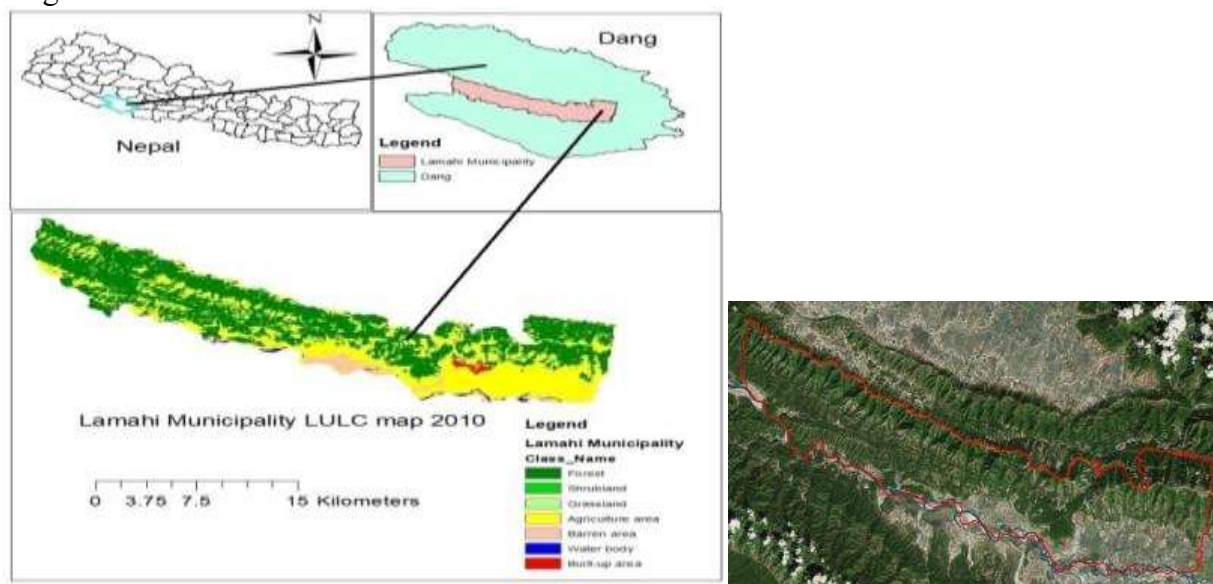 N
Nepal
Dang
Legend
Lamahi Municipality
Dang
Lamahi Municipality LULC map 2010
0 3.75 7.5 15 Kilometers
Legend
Lamahi Municipality
Class_Name
Forest
Shrubland
Grassland
Agriculture area
Barren area
Water body
Built-up area